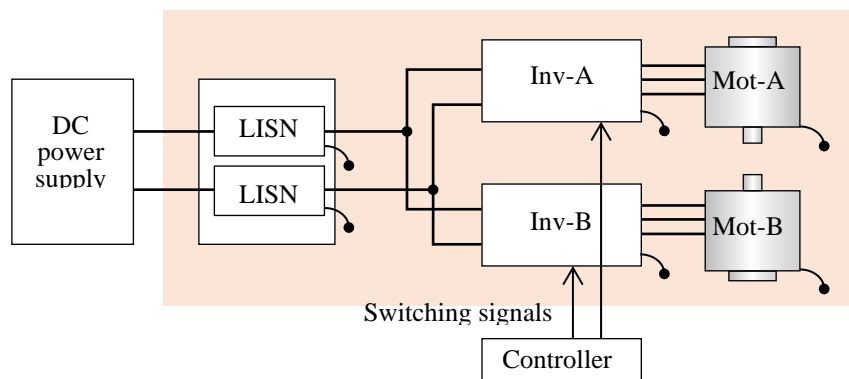 DC
power
supply
LISN
LISN
Inv-A
Mot-A
Inv-B
Mot-B
Switching signals
Controller